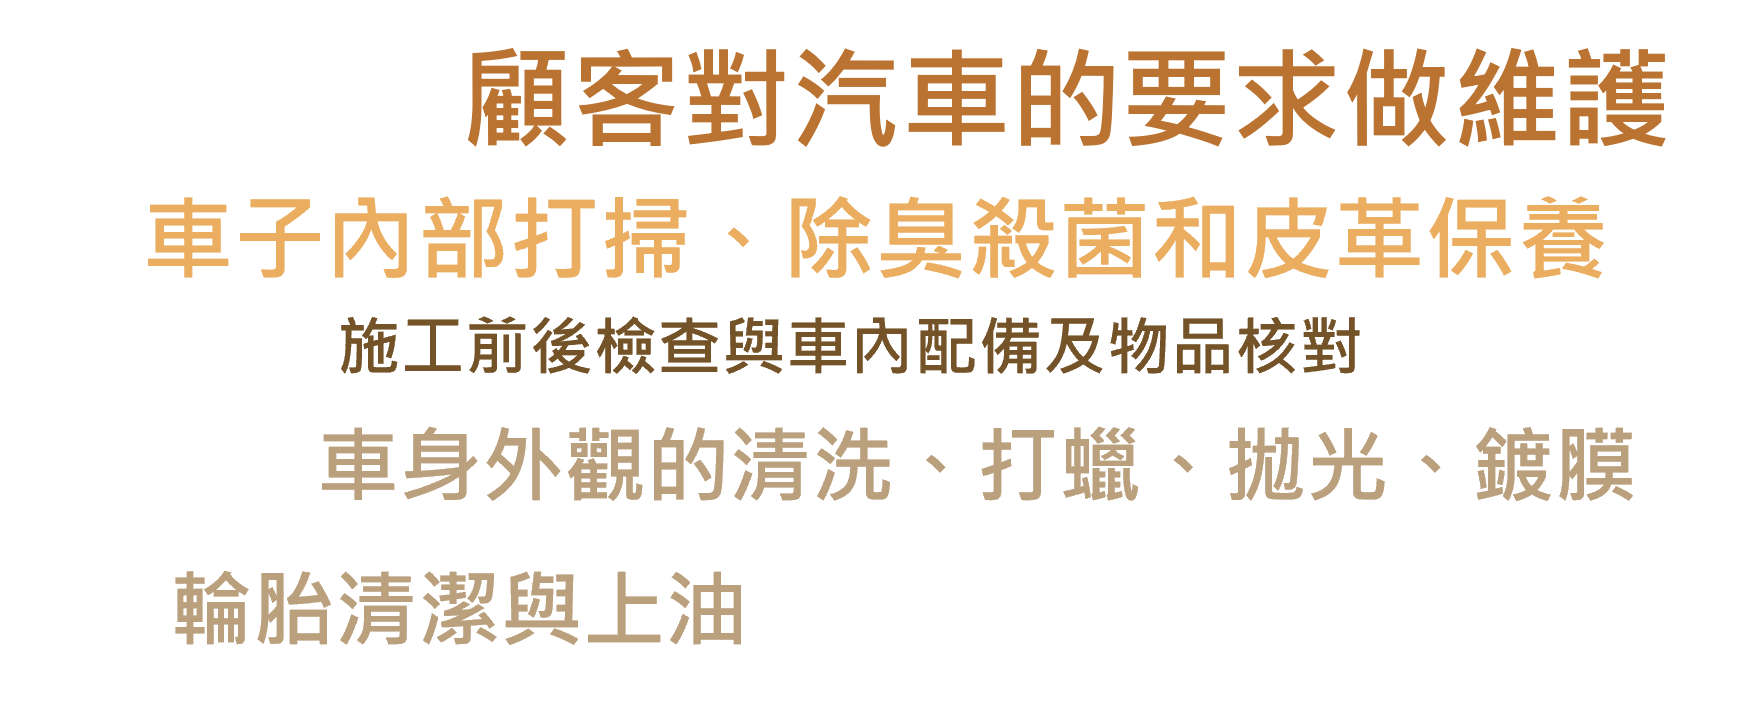 顧客對汽車的要求做維護
車子內部打掃、除臭殺菌和皮革保養
施工前後檢查與車內配備及物品核對
車身外觀的清洗、打蠟、拋光、鍍膜
輪胎清潔與上油